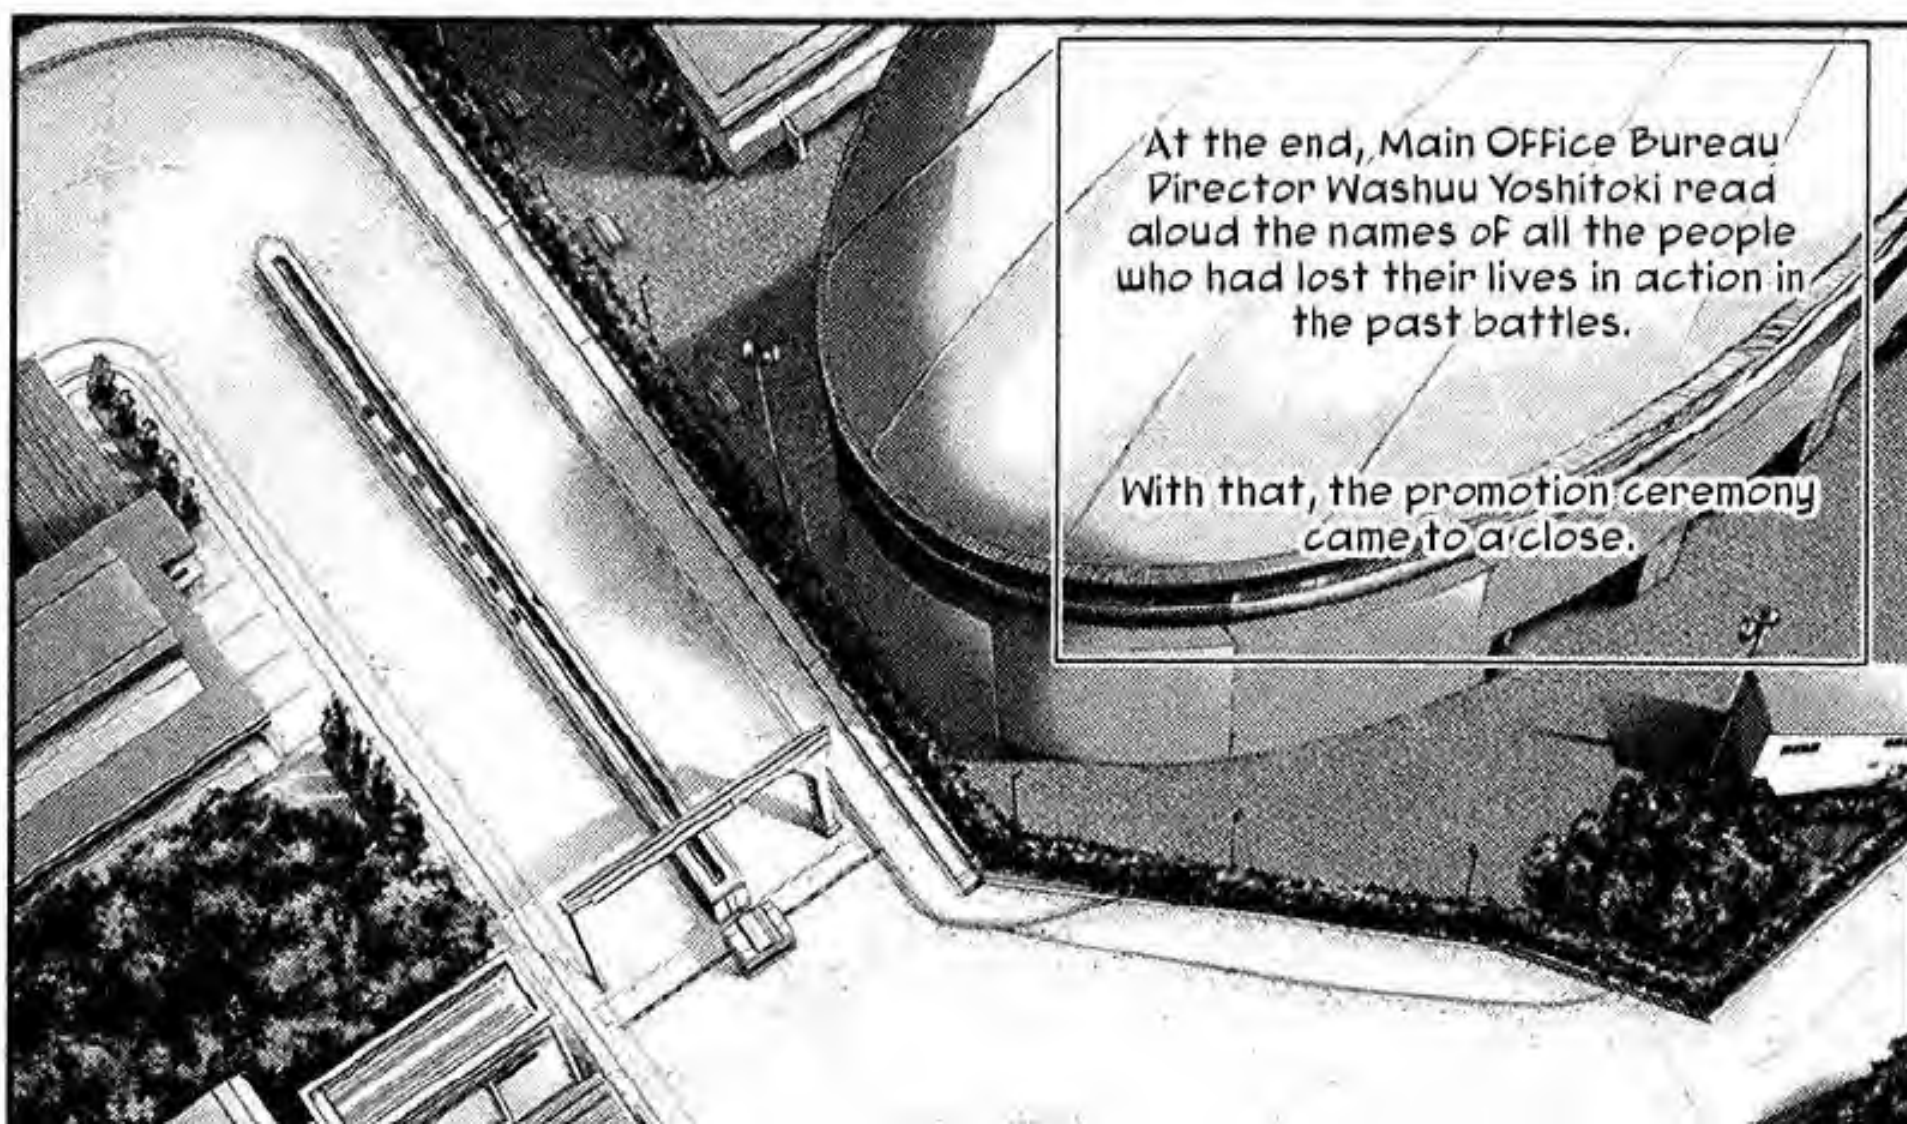 At the end, Main Office Bureau
Director Washuu Yoshitoki read
aloud the names of all the people
who had lost their lives in action in
the past battles.
With that, the promotion ceremony
came to a close.